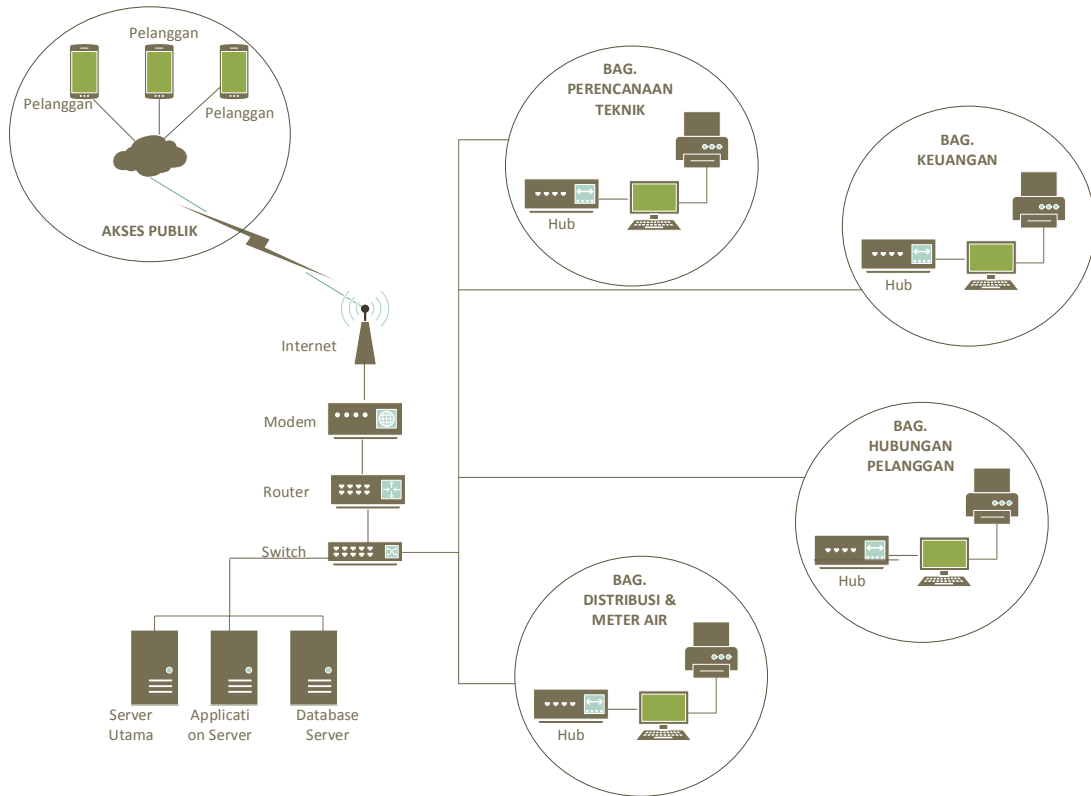 Pelanggan
Pelanggan
Pelanggan
AKSES PUBLIK
Internet
Modem
Router
Switch
Server
Utama
Applicati
on Server
Database
Server
BAG.
PERENCANAAN
TEKNIK
Hub
BAG.
KEUANGAN
Hub
BAG.
HUBUNGAN
PELANGGAN
Hub
BAG.
DISTRIBUSI &
METER AIR
Hub